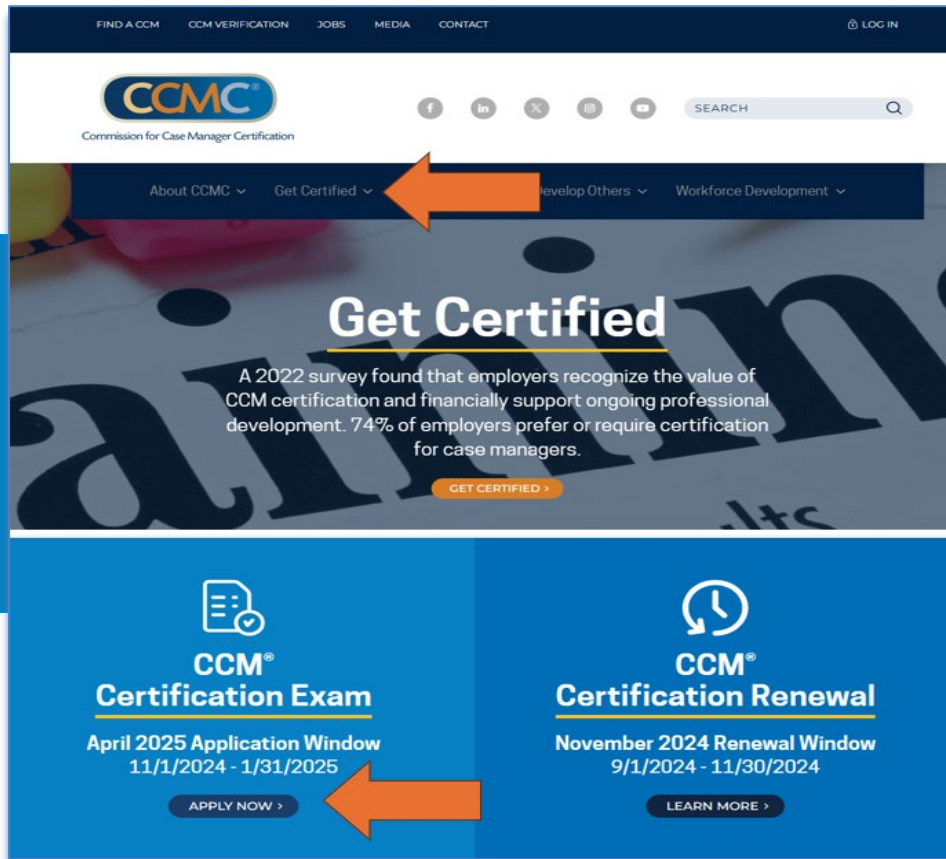 FIND A CCM CCM VERIFICATION JOBS MEDIA CONTACT LOG IN
CCMC®
Commission for Case Manager Certification
SEARCH
About CCMC Get Certified evelop Others Workforce Development
Get Certified
A 2022 survey found that employers recognize the value of
CCM certification and financially support ongoing professional
development. 74% of employers prefer or require certification
for case managers.
GET CERTIFIED >
CCM®
Certification Exam
April 2025 Application Window
11/1/2024 - 1/31/2025
APPLY NOW >
CCM®
Certification Renewal
November 2024 Renewal Window
9/1/2024 - 11/30/2024
LEARN MORE >